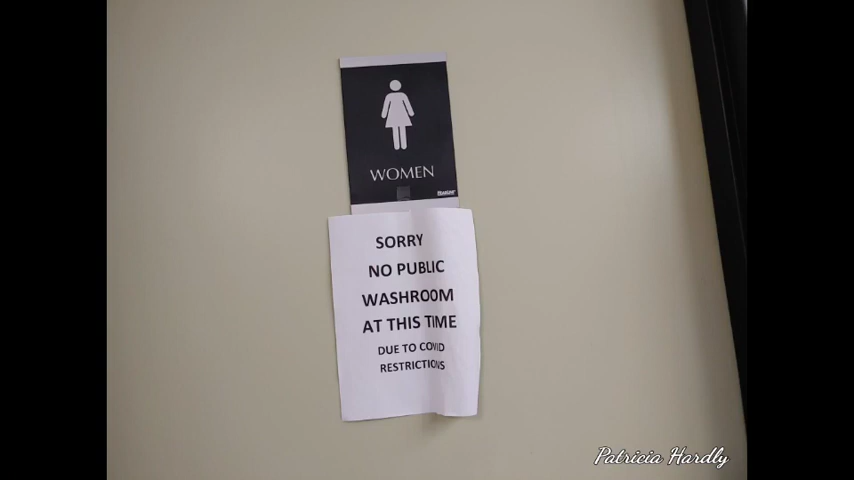 WOMEN
SORRY
NO PUBLIC
WASHROOM
AT THIS TIME
DUE TO COVID
RESTRICTIONS
Patricia Hardly